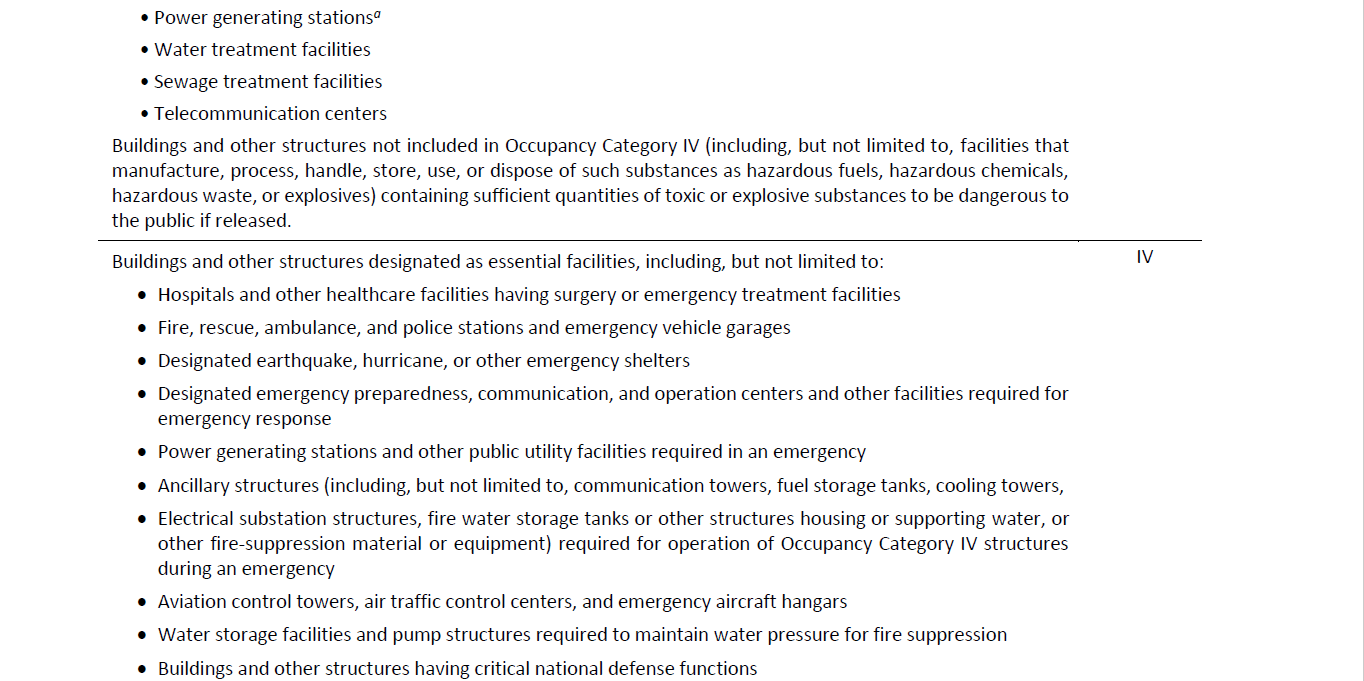 • Power generating stationsᵃ
• Water treatment facilities
• Sewage treatment facilities
• Telecommunication centers
Buildings and other structures not included in Occupancy Category IV (including, but not limited to, facilities that
manufacture, process, handle, store, use, or dispose of such substances as hazardous fuels, hazardous chemicals,
hazardous waste, or explosives) containing sufficient quantities of toxic or explosive substances to be dangerous to
the public if released.
Buildings and other structures designated as essential facilities, including, but not limited to:
IV
• Hospitals and other healthcare facilities having surgery or emergency treatment facilities
• Fire, rescue, ambulance, and police stations and emergency vehicle garages
• Designated earthquake, hurricane, or other emergency shelters
• Designated emergency preparedness, communication, and operation centers and other facilities required for
emergency response
• Power generating stations and other public utility facilities required in an emergency
• Ancillary structures (including, but not limited to, communication towers, fuel storage tanks, cooling towers,
• Electrical substation structures, fire water storage tanks or other structures housing or supporting water, or
other fire-suppression material or equipment) required for operation of Occupancy Category IV structures
during an emergency
• Aviation control towers, air traffic control centers, and emergency aircraft hangars
• Water storage facilities and pump structures required to maintain water pressure for fire suppression
• Buildings and other structures having critical national defense functions